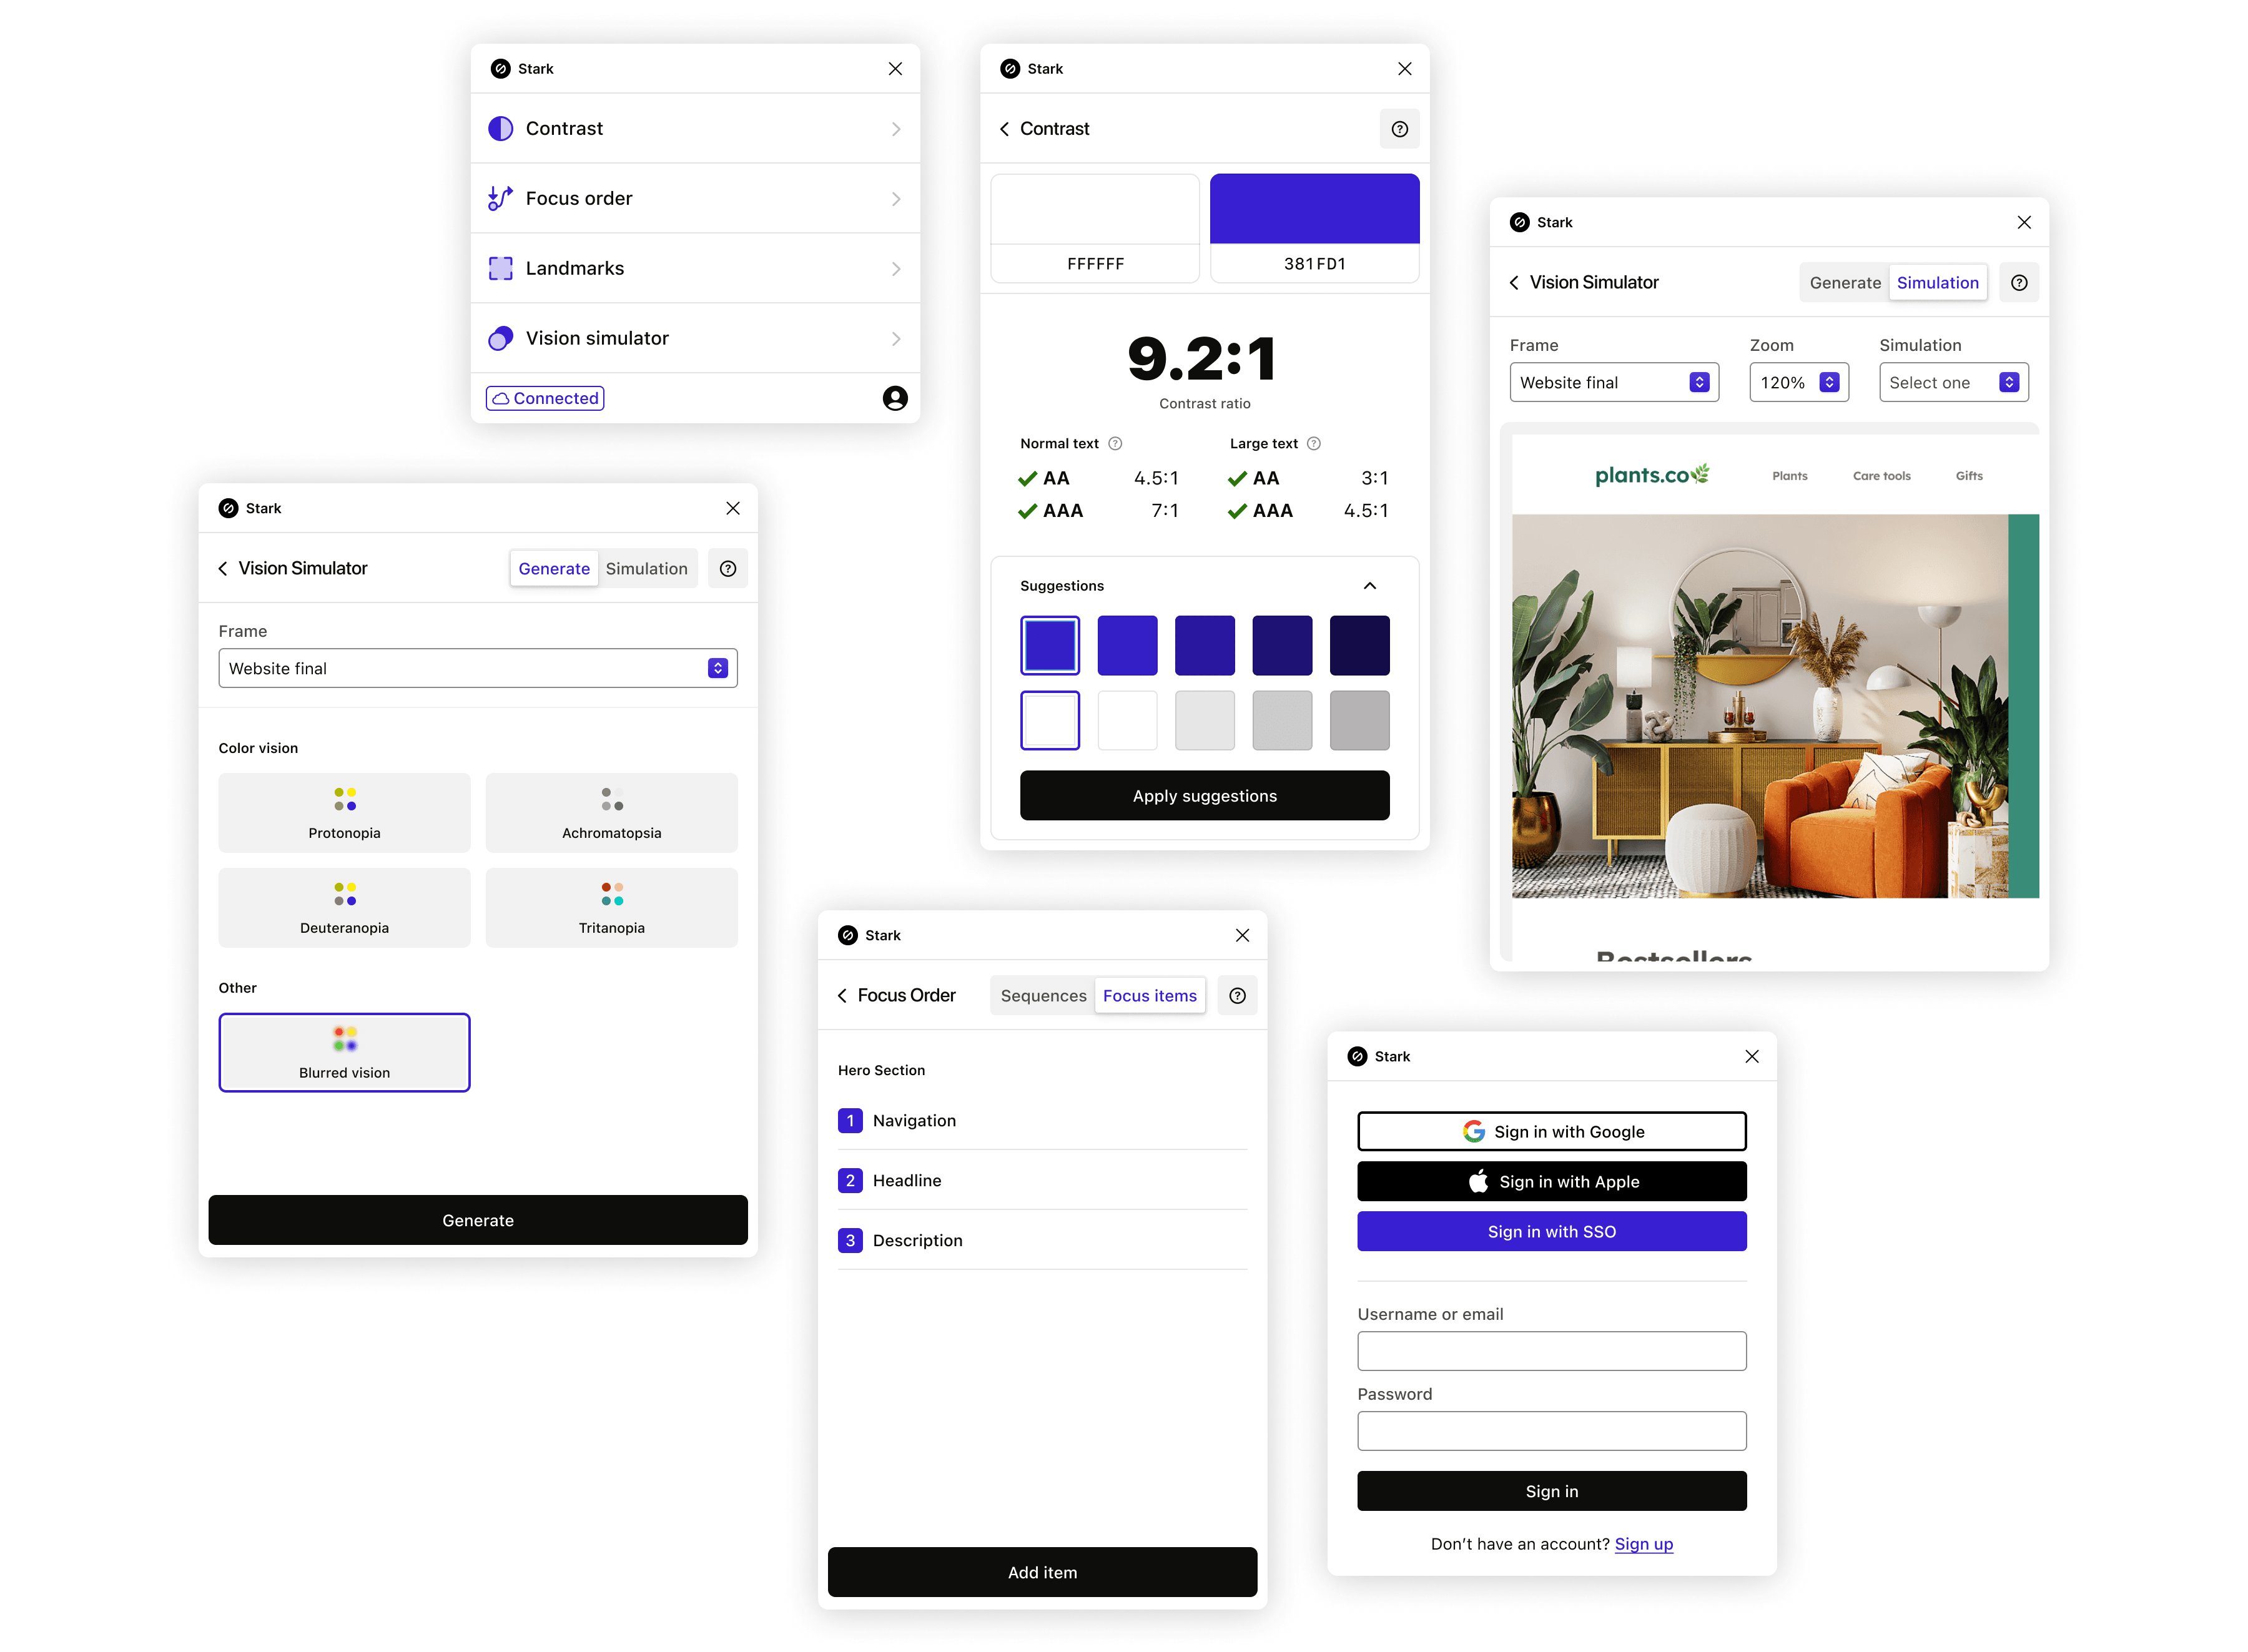 Stark
Contrast
Focus order
Landmarks
Vision simulator
Connected
Stark
Contrast
FFFFFF
381FD1
9.2:1
Contrast ratio
Normal text
Large text
AA 4.5:1
AA 3:1
AAA 7:1
AAA 4.5:1
Suggestions
Apply suggestions
Stark
Vision Simulator
Generate
Simulation
Frame
Zoom
Simulation
Website final
120%
Select one
plants.co
Plants
Care tools
Gifts
Bestsellers
Stark
Vision Simulator
Generate
Simulation
Frame
Website final
Color vision
Protonopia
Achromatopsia
Deuteranopia
Tritanopia
Other
Blurred vision
Generate
Stark
Focus Order
Sequences
Focus items
Hero Section
1 Navigation
2 Headline
3 Description
Add item
Stark
Sign in with Google
Sign in with Apple
Sign in with SSO
Username or email
Password
Sign in
Don't have an account? Sign up